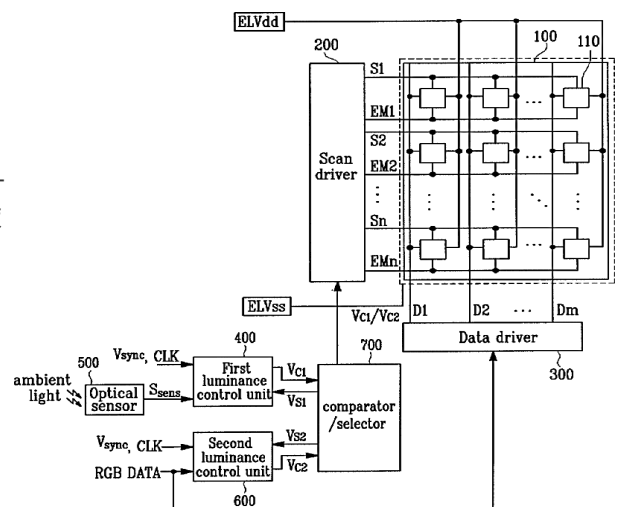 ELVdd
200
100
110
S1
EM1
S2
EM2
Sn
EMn
Scan driver
ELVss
VC1/VC2
D1 D2 ... Dm
Data driver
300
400
700
Vsync, CLK
500
ambient light
Optical sensor
Ssens
First luminance control unit
VC1
VS1
comparator /selector
Vsync, CLK
RGB DATA
Second luminance control unit
VS2
VC2
600